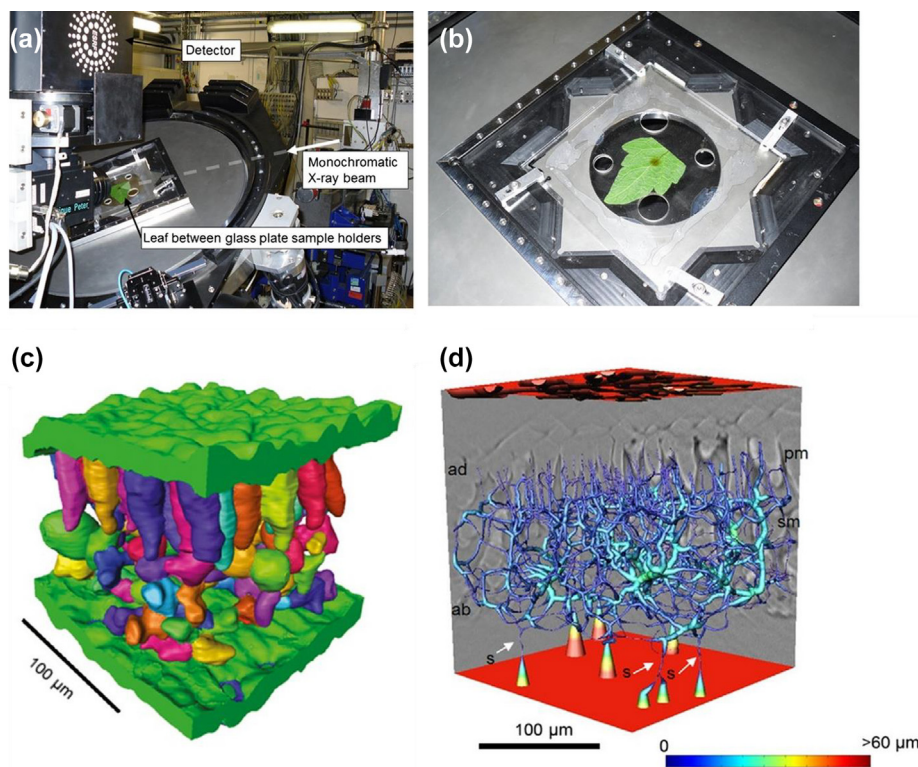 (a)
Detector
Monochromatic
X-ray beam
Leaf between glass plate sample holders
(b)
(c)
100 µm
(d)
ad
pm
sm
ab
s
s
s
100 µm
0
>60 µm